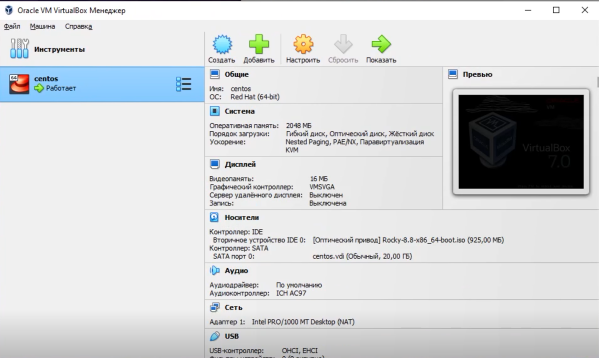 Oracle VM VirtualBox Менеджер
Файл Машина Справка
Инструменты
Создать Добавить Настроить Сбросить Показать
64
centos
Работает
Общие
Имя: centos
ОС: Red Hat (64-bit)
Превью
VirtualBox
7.0
Система
Оперативная память: 2048 МБ
Порядок загрузки: Гибкий диск, Оптический диск, Жёсткий диск
Ускорение: Nested Paging, PAE/NX, Паравиртуализация
KVM
Дисплей
Видеопамять: 16 МБ
Графический контроллер: VMSVGA
Сервер удалённого дисплея: Выключен
Запись: Выключена
Носители
Контроллер: IDE
Вторичное устройство IDE 0: [Оптический привод] Rocky-8.8-x86_64-boot.iso (925,00 МБ)
Контроллер: SATA
SATA порт 0: centos.vdi (Обычный, 20,00 ГБ)
Аудио
Аудиодрайвер: По умолчанию
Аудиоконтроллер: ICH AC97
Сеть
Адаптер 1: Intel PRO/1000 MT Desktop (NAT)
USB
USB-контроллер: OHCI, EHCI